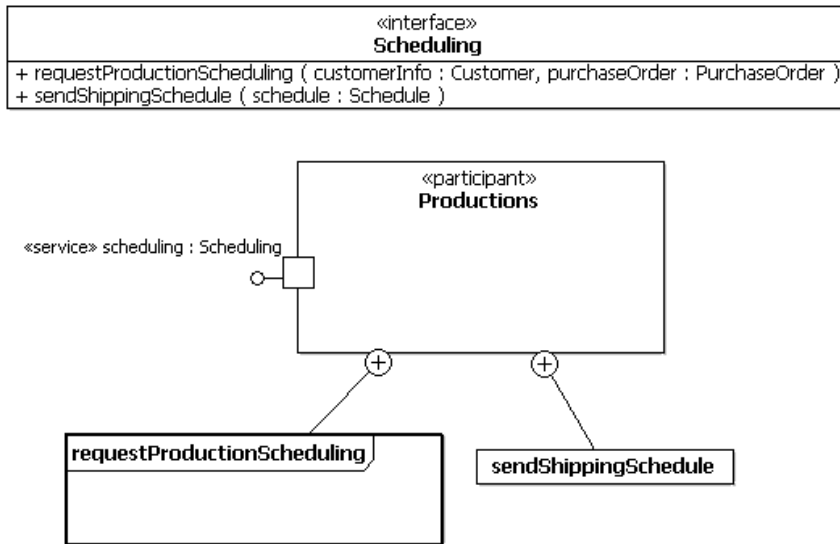 «interface»
Scheduling
+ requestProductionScheduling ( customerInfo : Customer, purchaseOrder : PurchaseOrder )
+ sendShippingSchedule ( schedule : Schedule )
«participant»
Productions
«service» scheduling : Scheduling
requestProductionScheduling
sendShippingSchedule